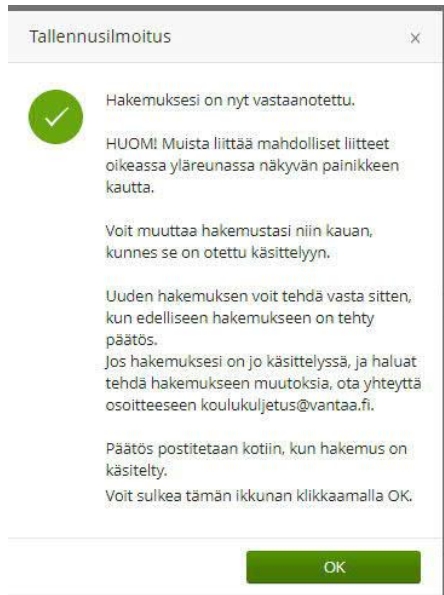 Tallennusilmoitus
Hakemuksesi on nyt vastaanotettu.
HUOM! Muista liittää mahdolliset liitteet
oikeassa yläreunassa näkyvän painikkeen
kautta.
Voit muuttaa hakemustasi niin kauan,
kunnes se on otettu käsittelyyn.
Uuden hakemuksen voit tehdä vasta sitten,
kun edelliseen hakemukseen on tehty
päätös.
Jos hakemuksesi on jo käsittelyssä, ja haluat
tehdä hakemukseen muutoksia, ota yhteyttä
osoitteeseen koulukuljetus@vantaa.fi.
Päätös postitetaan kotiin, kun hakemus on
käsitelty.
Voit sulkea tämän ikkunan klikkaamalla OK.
OK